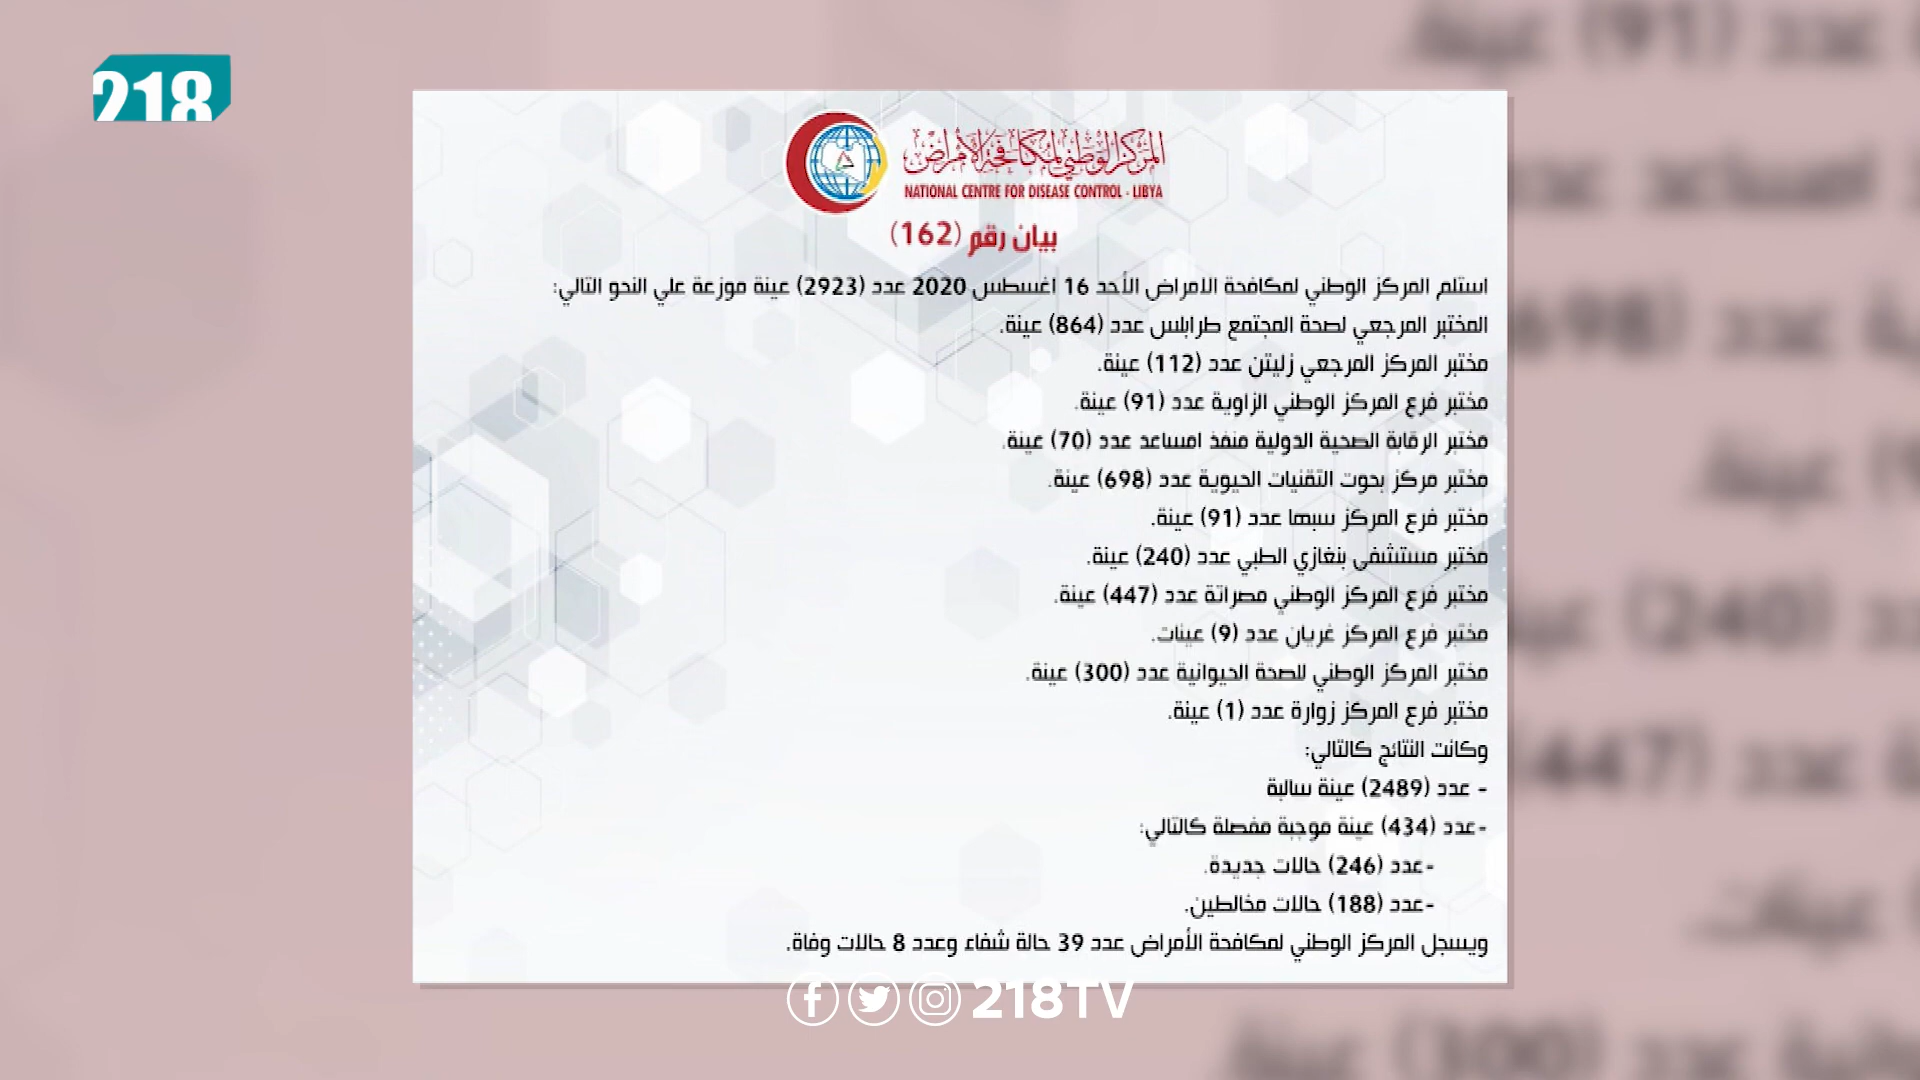 218
المركز الوطني لمكافحة الأمراض
NATIONAL CENTRE FOR DISEASE CONTROL - LIBYA
بيان رقم (162)
استلم المركز الوطني لمكافحة الامراض الأحد 16 اغسطس 2020 عدد (2923) عينة موزعة علي النحو التالي:
المختبر المرجعي لصحة المجتمع طرابلس عدد (864) عينة.
مختبر المركز المرجعي زليتن عدد (112) عينة.
مختبر فرع المركز الوطني الزاوية عدد (91) عينة.
مختبر الرقابة الصحية الدولية منفذ امساعد عدد (70) عينة.
مختبر مركز بحوت التقنيات الحيوية عدد (698) عينة.
مختبر فرع المركز سبها عدد (91) عينة.
مختبر مستشفى بنغازي الطبي عدد (240) عينة.
مختبر فرع المركز الوطني مصراتة عدد (447) عينة.
مختبر فرع المركز غريان عدد (9) عينات.
مختبر المركز الوطني للصحة الحيوانية عدد (300) عينة.
مختبر فرع المركز زوارة عدد (1) عينة.
وكانت النتائج كالتالي:
- عدد (2489) عينة سالبة
-عدد (434) عينة موجبة مفصلة كالتالي:
-عدد (246) حالات جديدة.
-عدد (188) حالات مخالطين.
ويسجل المركز الوطني لمكافحة الأمراض عدد 39 حالة شفاء وعدد 8 حالات وفاة.
218TV